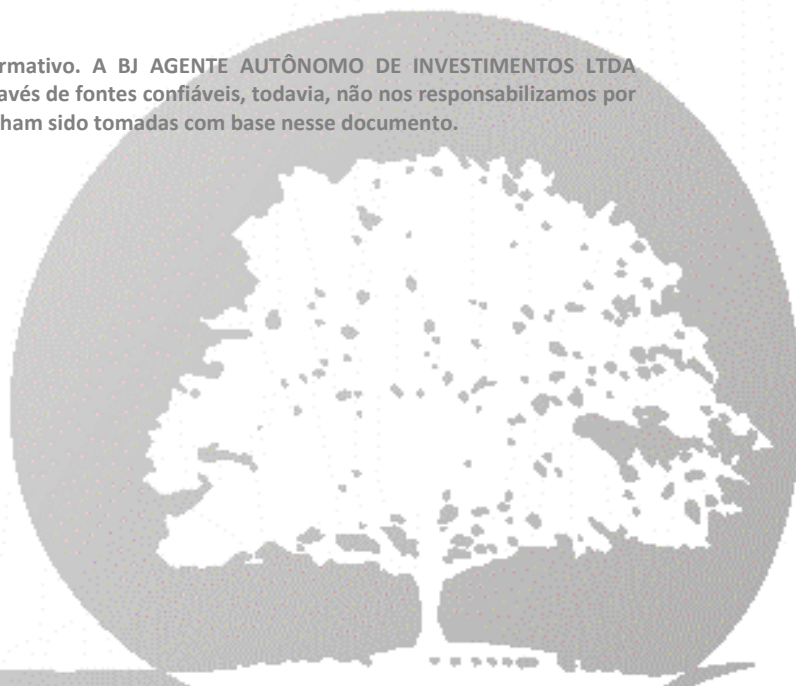 rmativo. A BJ AGENTE AUTÔNOMO DE INVESTIMENTOS LTDA
avés de fontes confiáveis, todavia, não nos responsabilizamos por
ham sido tomadas com base nesse documento.